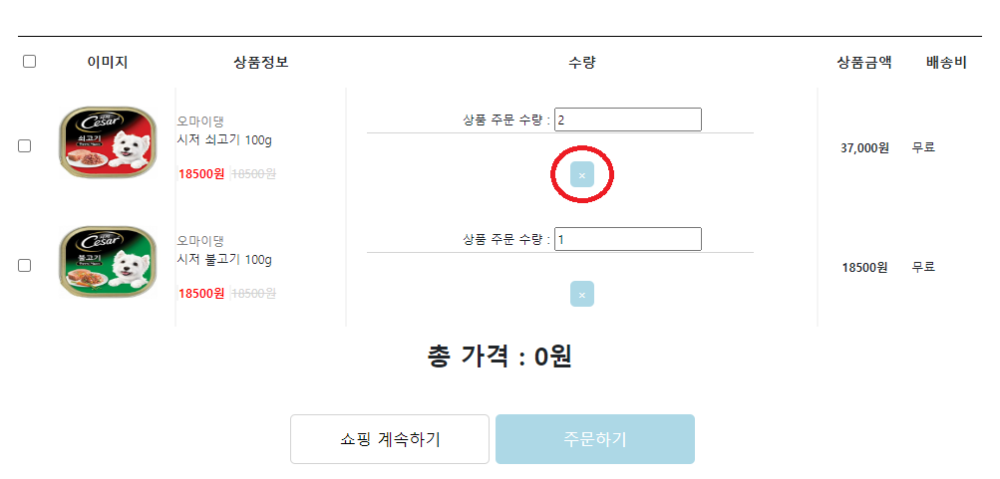 이미지 상품정보 수량 상품금액 배송비
Cesar
쇠고기
오마이댕
시저 쇠고기 100g
18500원 18500원
상품 주문 수량 : 2
×
37,000원
무료
Cesar
불고기
오마이댕
시저 불고기 100g
18500원 18500원
상품 주문 수량 : 1
×
18500원
무료
총 가격 : 0원
쇼핑 계속하기
주문하기